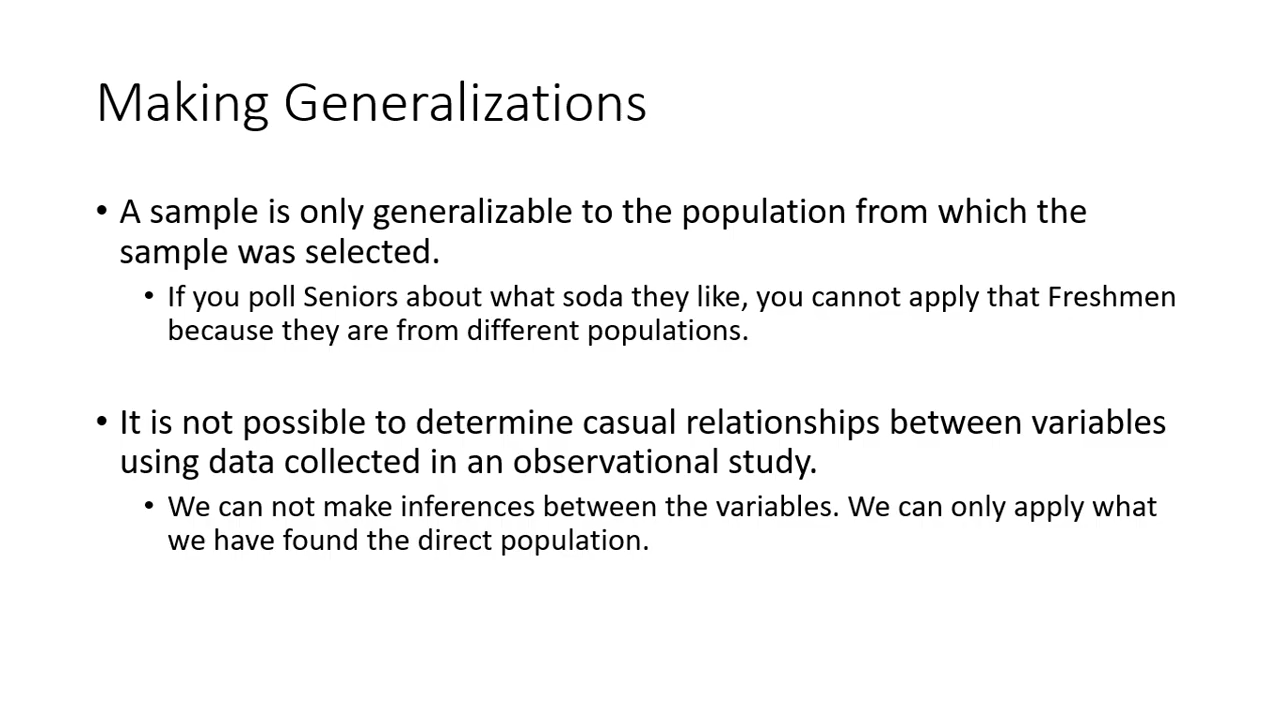 Making Generalizations
• A sample is only generalizable to the population from which the
sample was selected.
• If you poll Seniors about what soda they like, you cannot apply that Freshmen
because they are from different populations.
• It is not possible to determine casual relationships between variables
using data collected in an observational study.
• We can not make inferences between the variables. We can only apply what
we have found the direct population.